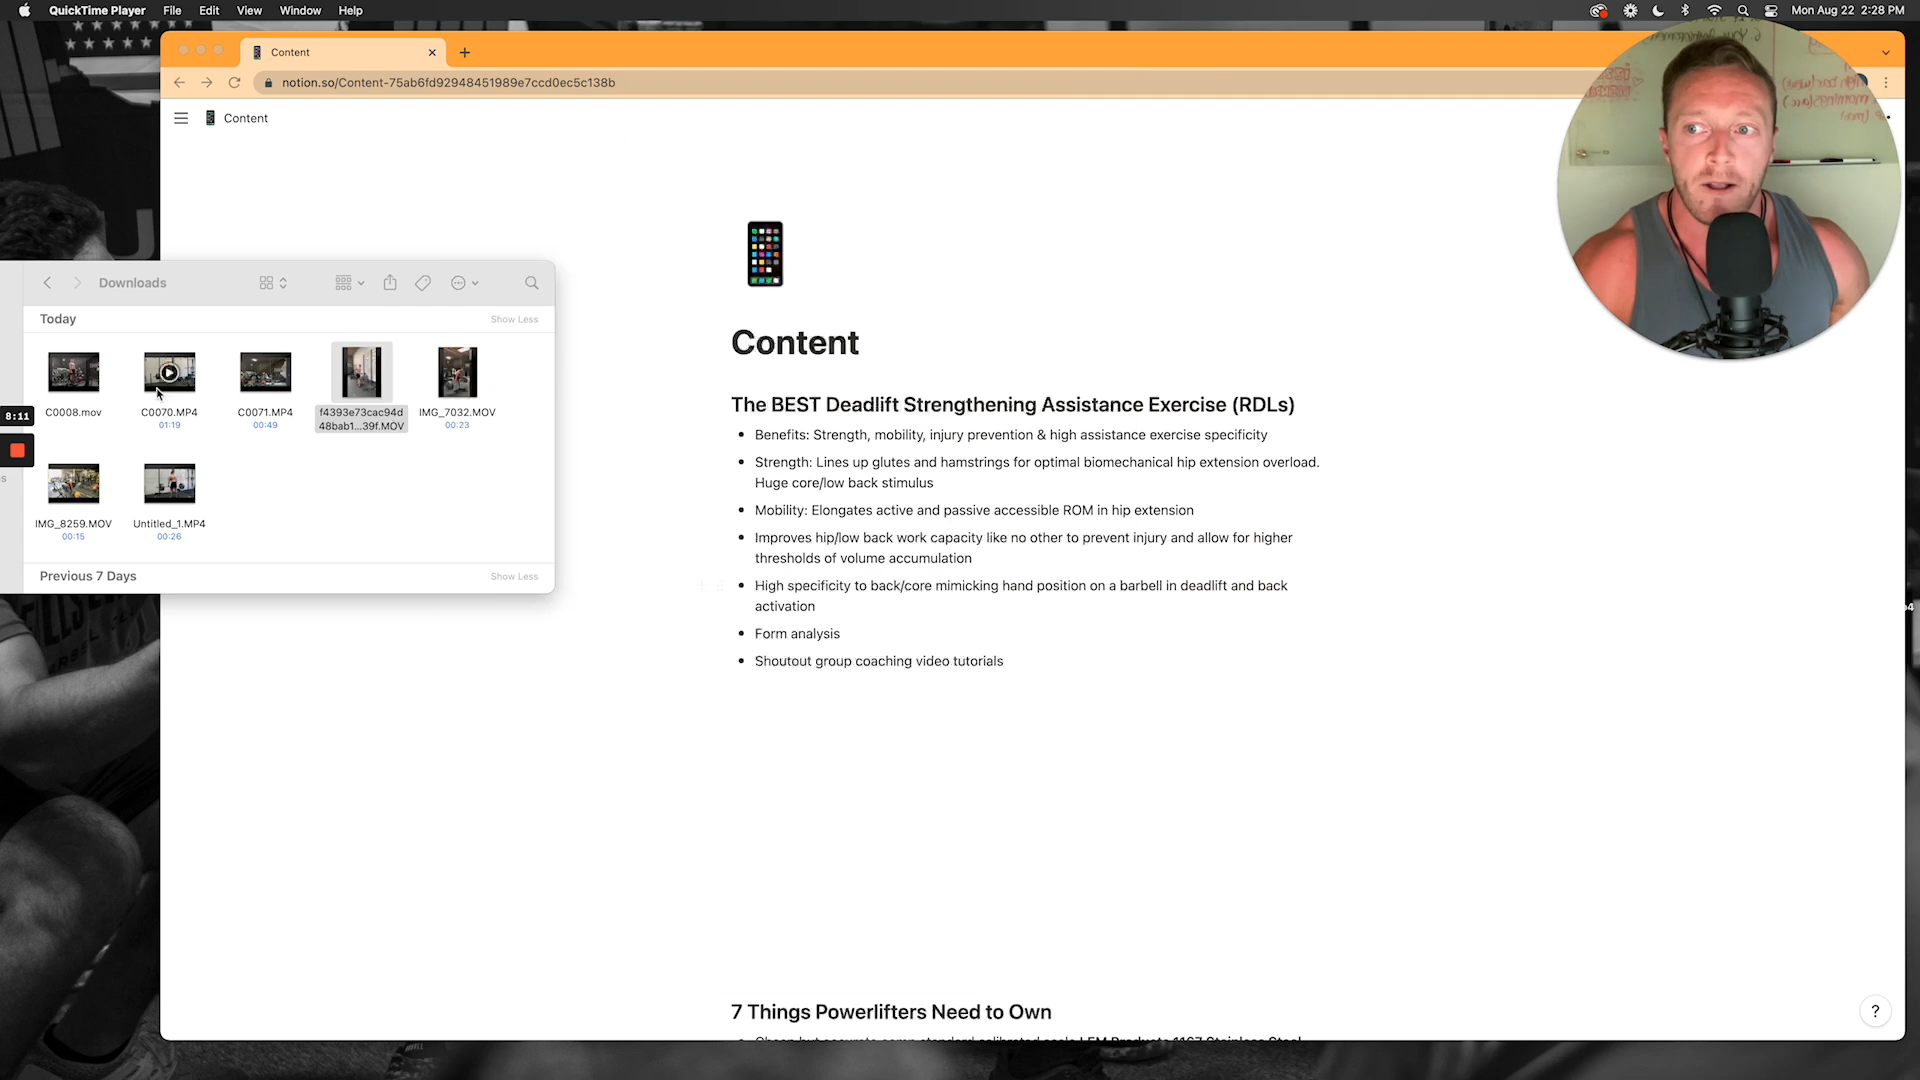 QuickTime Player File Edit View Window Help
Mon Aug 22 2:28 PM
Content
notion.so/Content-75ab6fd92948451989e7ccd0ec5c138b
Content
Downloads
Today
Show Less
C0008.mov
C0070.MP4
01:19
C0071.MP4
00:49
f4393e73cac94d
48bab1...39f.MOV
IMG_7032.MOV
00:23
8:11
IMG_8259.MOV
00:15
Untitled_1.MP4
00:26
Previous 7 Days
Show Less
Content
The BEST Deadlift Strengthening Assistance Exercise (RDLs)
• Benefits: Strength, mobility, injury prevention & high assistance exercise specificity
• Strength: Lines up glutes and hamstrings for optimal biomechanical hip extension overload.
Huge core/low back stimulus
• Mobility: Elongates active and passive accessible ROM in hip extension
• Improves hip/low back work capacity like no other to prevent injury and allow for higher
thresholds of volume accumulation
• High specificity to back/core mimicking hand position on a barbell in deadlift and back
activation
• Form analysis
• Shoutout group coaching video tutorials
7 Things Powerlifters Need to Own
?